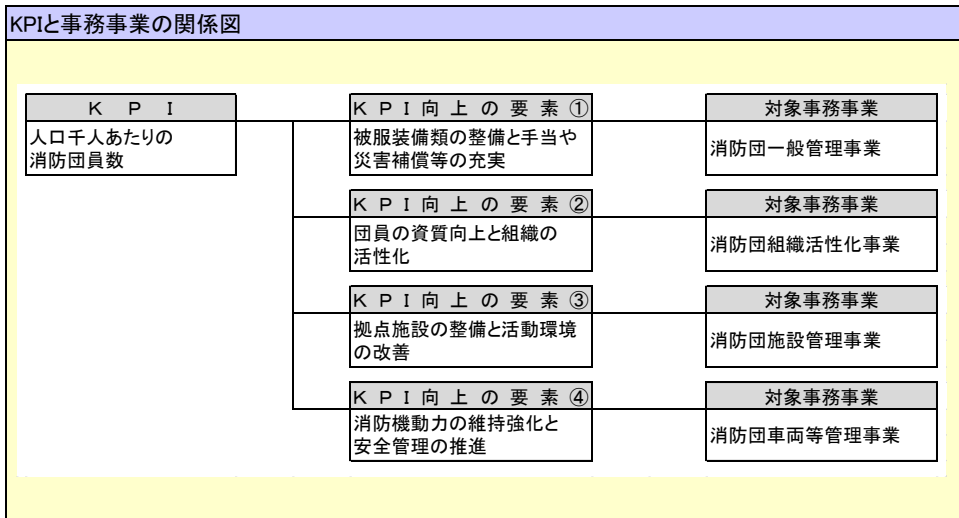 KPIと事務事業の関係図
K P I
人口千人あたりの
消防団員数
K P I 向 上 の 要 素 ①
被服装備類の整備と手当や
災害補償等の充実
対象事務事業
消防団一般管理事業
K P I 向 上 の 要 素 ②
団員の資質向上と組織の
活性化
対象事務事業
消防団組織活性化事業
K P I 向 上 の 要 素 ③
拠点施設の整備と活動環境
の改善
対象事務事業
消防団施設管理事業
K P I 向 上 の 要 素 ④
消防機動力の維持強化と
安全管理の推進
対象事務事業
消防団車両等管理事業